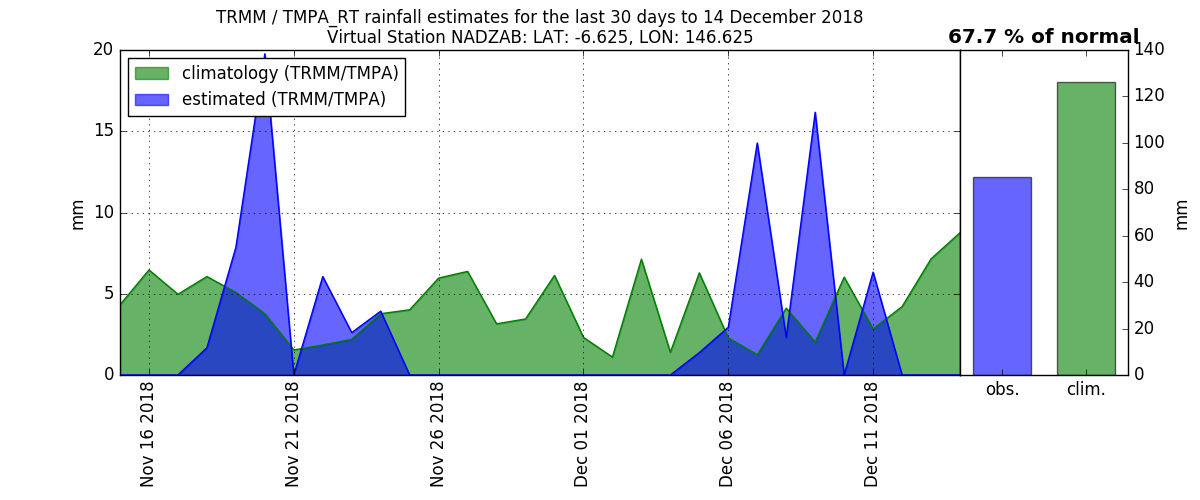 TRMM / TMPA_RT rainfall estimates for the last 30 days to 14 December 2018
Virtual Station NADZAB: LAT: -6.625, LON: 146.625
67.7 % of normal
climatology (TRMM/TMPA)
estimated (TRMM/TMPA)
20
15
10
5
0
mm
Nov 16 2018
Nov 21 2018
Nov 26 2018
Dec 01 2018
Dec 06 2018
Dec 11 2018
140
120
100
80
60
40
20
0
mm
obs.
clim.